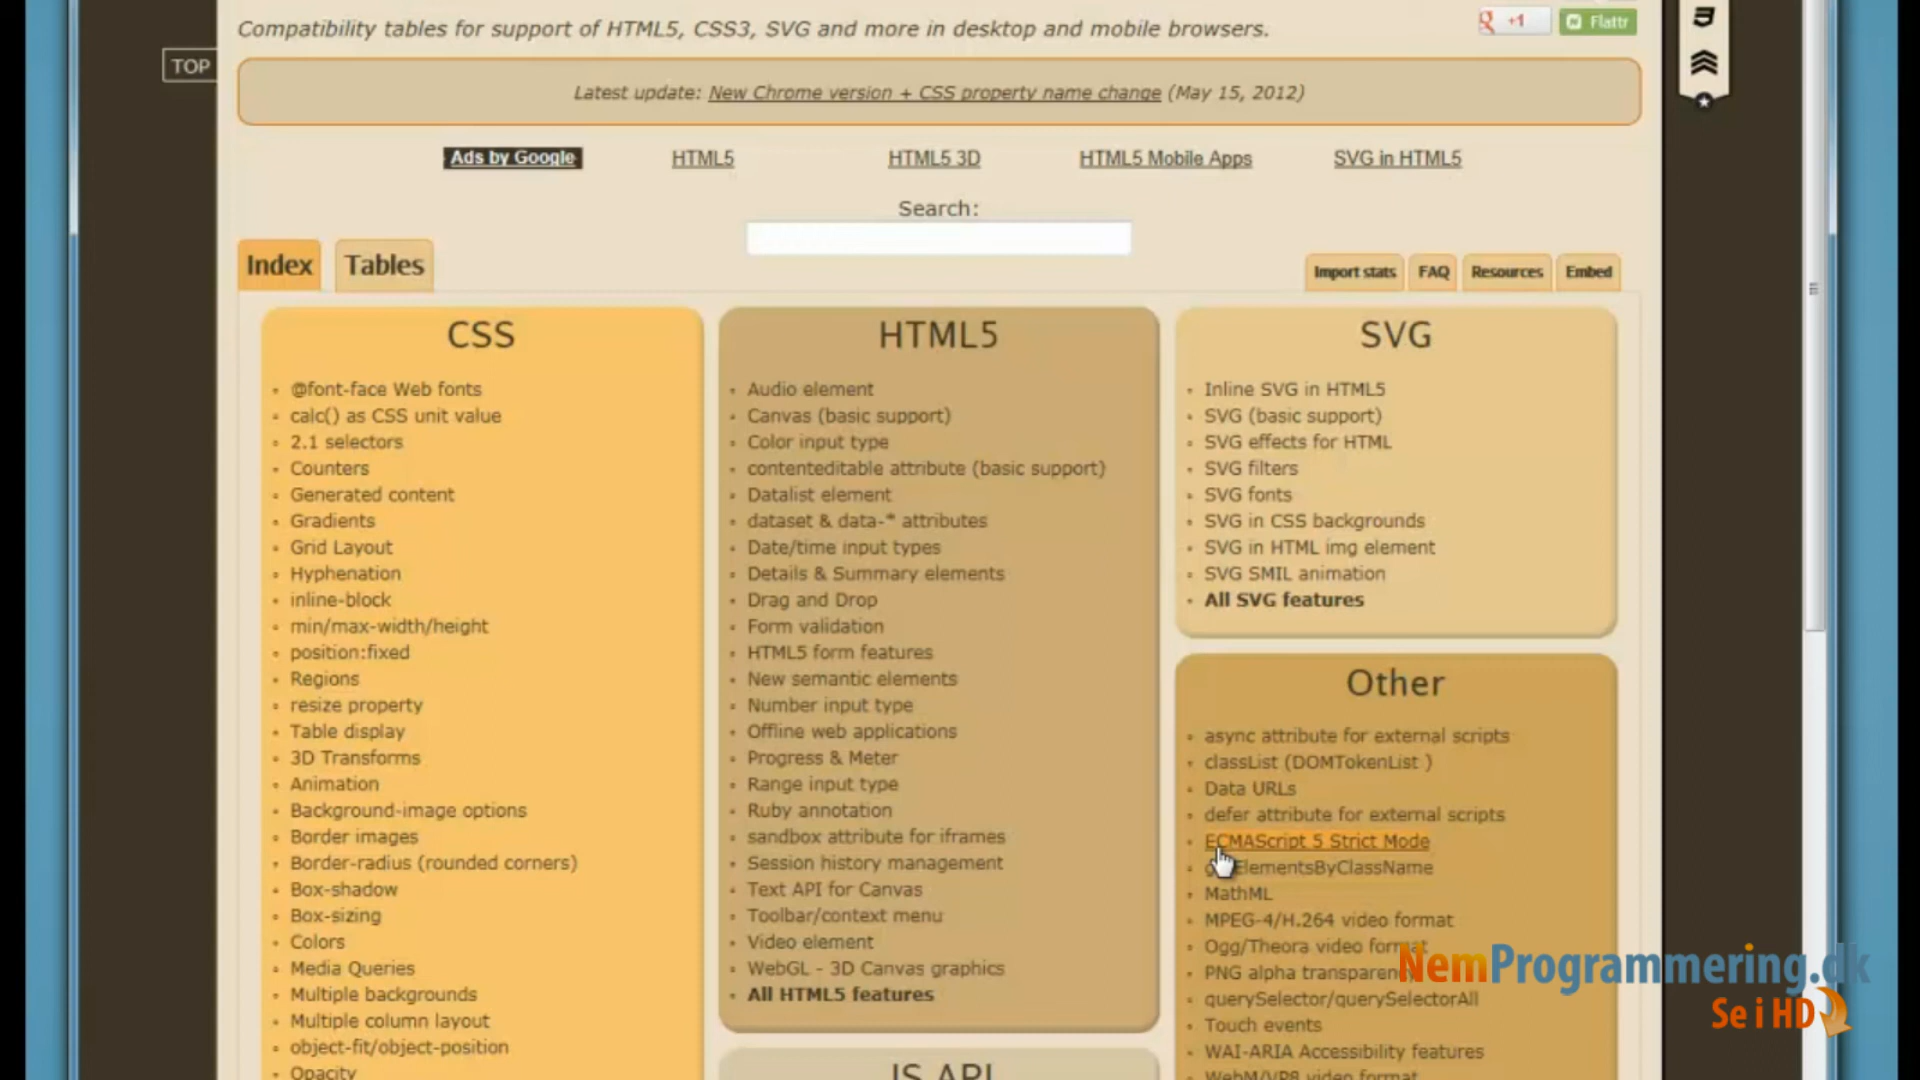 Compatibility tables for support of HTML5, CSS3, SVG and more in desktop and mobile browsers.
+1
Flattr
TOP
Latest update: New Chrome version + CSS property name change (May 15, 2012)
Ads by Google
HTML5
HTML5 3D
HTML5 Mobile Apps
SVG in HTML5
Search:
Index
Tables
Import stats
FAQ
Resources
Embed
CSS
@font-face Web fonts
calc() as CSS unit value
2.1 selectors
Counters
Generated content
Gradients
Grid Layout
Hyphenation
inline-block
min/max-width/height
position:fixed
Regions
resize property
Table display
3D Transforms
Animation
Background-image options
Border images
Border-radius (rounded corners)
Box-shadow
Box-sizing
Colors
Media Queries
Multiple backgrounds
Multiple column layout
object-fit/object-position
Opacity
HTML5
Audio element
Canvas (basic support)
Color input type
contenteditable attribute (basic support)
Datalist element
dataset & data-* attributes
Date/time input types
Details & Summary elements
Drag and Drop
Form validation
HTML5 form features
New semantic elements
Number input type
Offline web applications
Progress & Meter
Range input type
Ruby annotation
sandbox attribute for iframes
Session history management
Text API for Canvas
Toolbar/context menu
Video element
WebGL - 3D Canvas graphics
All HTML5 features
JS API
SVG
Inline SVG in HTML5
SVG (basic support)
SVG effects for HTML
SVG filters
SVG fonts
SVG in CSS backgrounds
SVG in HTML img element
SVG SMIL animation
All SVG features
Other
async attribute for external scripts
classList (DOMTokenList )
Data URLs
defer attribute for external scripts
ECMAScript 5 Strict Mode
getElementsByClassName
MathML
MPEG-4/H.264 video format
Ogg/Theora video format
PNG alpha transparency
querySelector/querySelectorAll
Touch events
WAI-ARIA Accessibility features
WebM/VP8 video format
NemProgrammering.dk
Se i HD